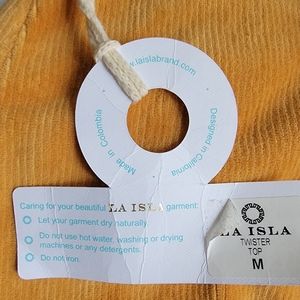 www.laislabrand.com
Made in Colombia
Designed in California
Caring for your beautiful LA ISLA garment:
Let your garment dry naturally.
Do not use hot water, washing or drying
machines or any detergents.
Do not iron.
LA ISLA
TWISTER
TOP
M